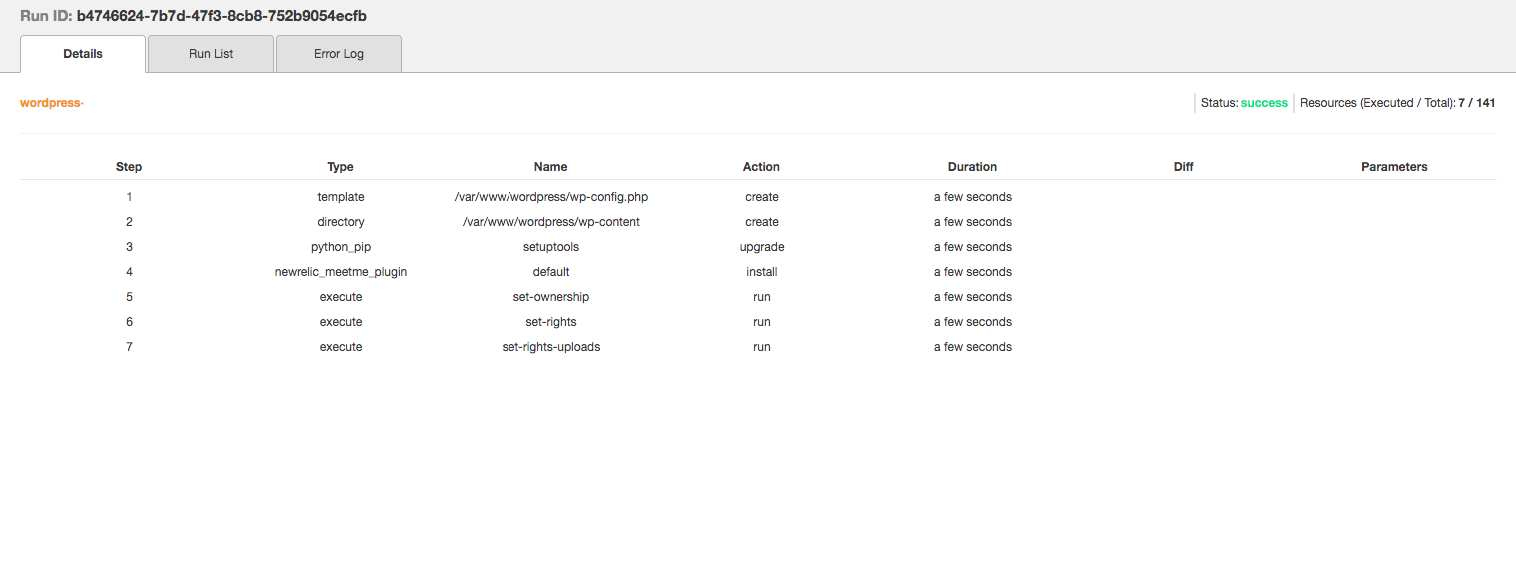 Run ID: b4746624-7b7d-47f3-8cb8-752b9054ecfb
Details Run List Error Log
wordpress- Status: success Resources (Executed / Total): 7 / 141
Step Type Name Action Duration Diff Parameters
1 template /var/www/wordpress/wp-config.php create a few seconds
2 directory /var/www/wordpress/wp-content create a few seconds
3 python_pip setuptools upgrade a few seconds
4 newrelic_meetme_plugin default install a few seconds
5 execute set-ownership run a few seconds
6 execute set-rights run a few seconds
7 execute set-rights-uploads run a few seconds